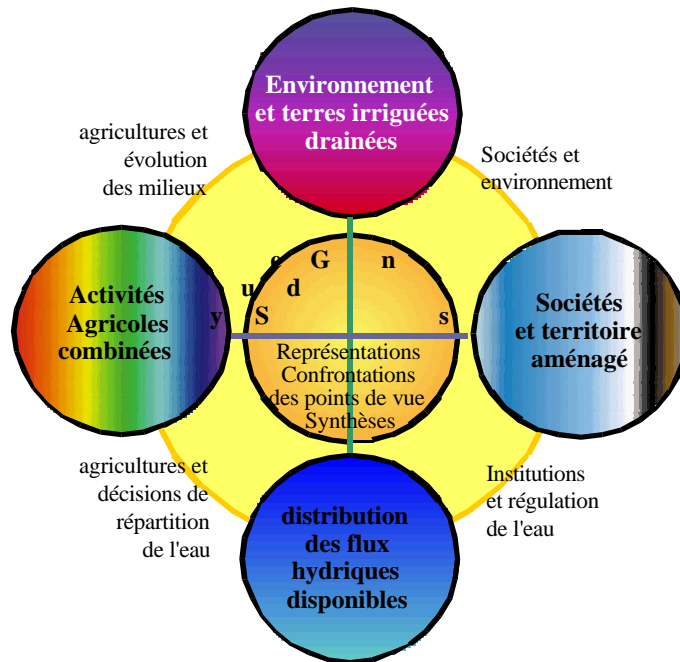 Environnement
et terres irriguées
drainées
agricultures et
évolution
des milieux
Sociétés et
environnement
Activités
Agricoles
combinées
c G n
u d
y S s
Sociétés
et territoire
aménagé
Représentations
Confrontations
des points de vue
Synthèses
agricultures et
décisions de
répartition
de l'eau
Institutions
et régulation
de l'eau
distribution
des flux
hydriques
disponibles